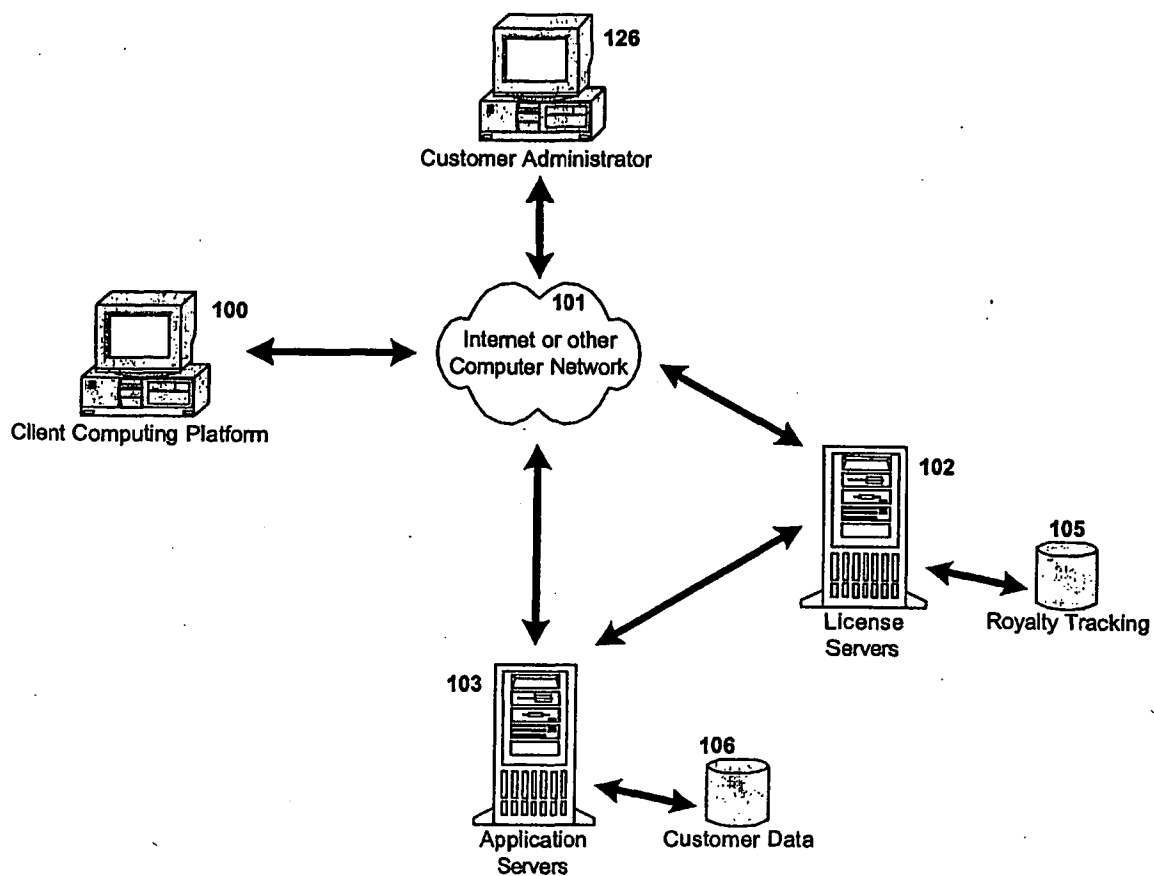 126
Customer Administrator
100
Client Computing Platform
101
Internet or other
Computer Network
102
License
Servers
105
Royalty Tracking
103
Application
Servers
106
Customer Data